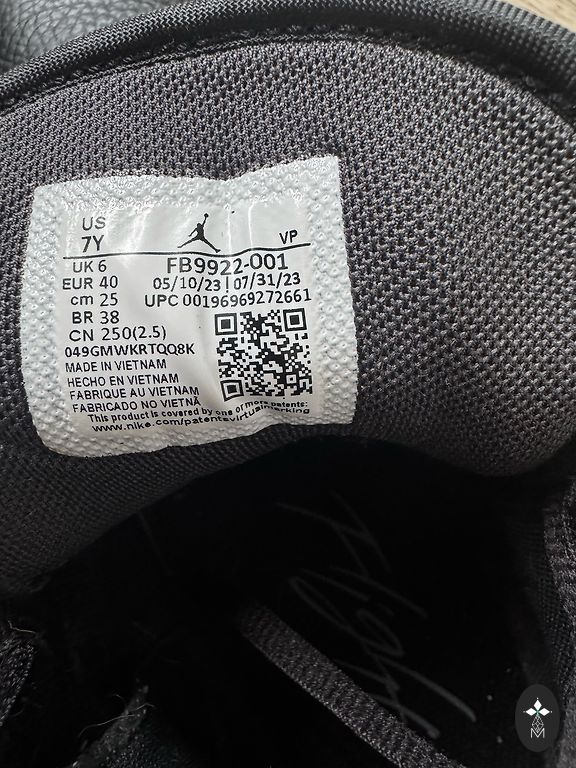 US
7Y
VP
UK 6
EUR 40
cm 25
BR 38
CN 250(2.5)
FB9922-001
05/10/23 | 07/31/23
UPC 00196969272661
049GMWKRTQQ8K
MADE IN VIETNAM
HECHO EN VIETNAM
FABRIQUE AU VIETNAM
FABRICADO NO VIETNÃ
This product is covered by one or more patents:
www.nike.com/patentsvirtualmarking
M